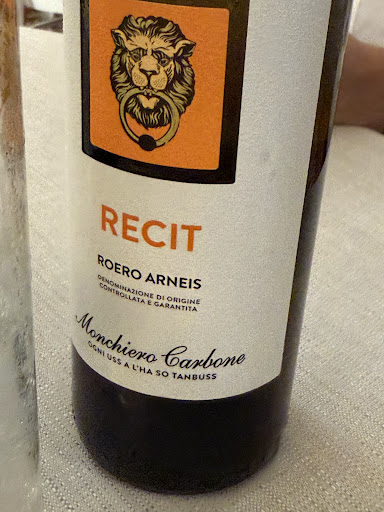 RECIT
ROERO ARNEIS
DENOMINAZIONE DI ORIGINE
CONTROLLATA E GARANTITA
Monchiero Carbone
OGNI USS A L'HA SO TANBUSS